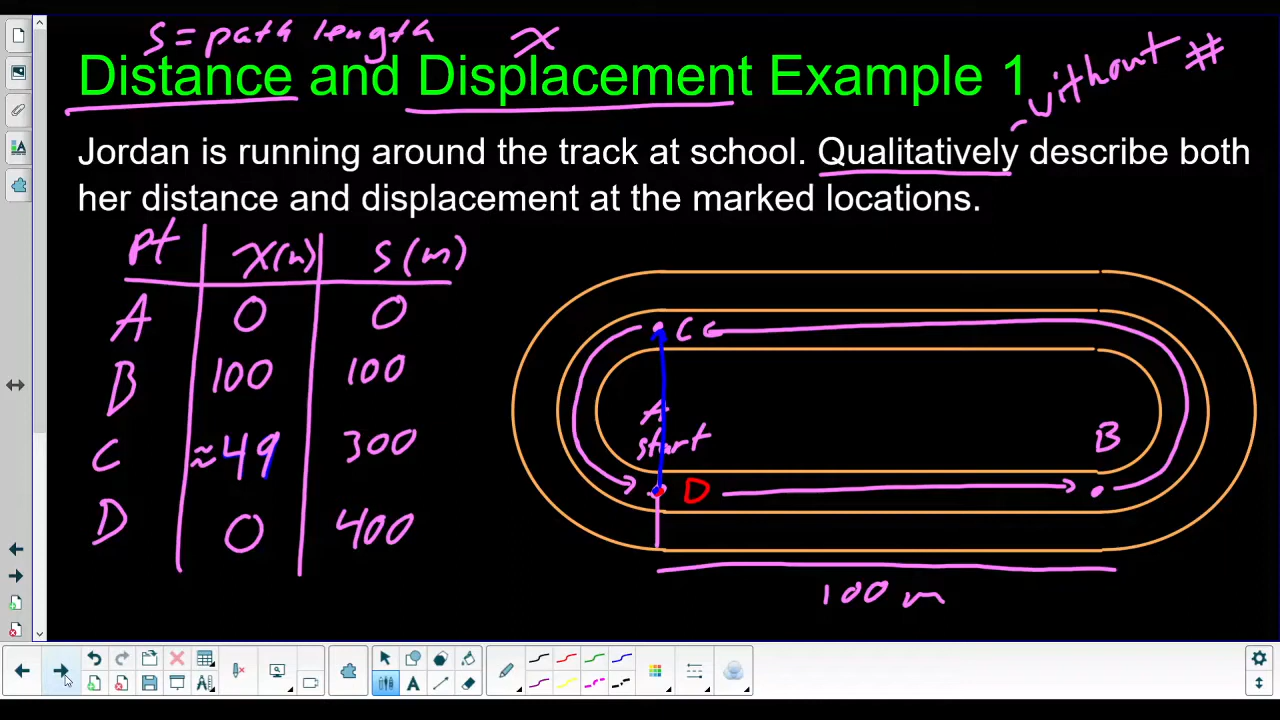 s = path length x
Distance and Displacement Example 1
without #
Jordan is running around the track at school. Qualitatively describe both
her distance and displacement at the marked locations.
Pt x(m) s(m)
A 0 0
B 100 100
C ≈49 300
D 0 400
C
A
start
B
D
100 m